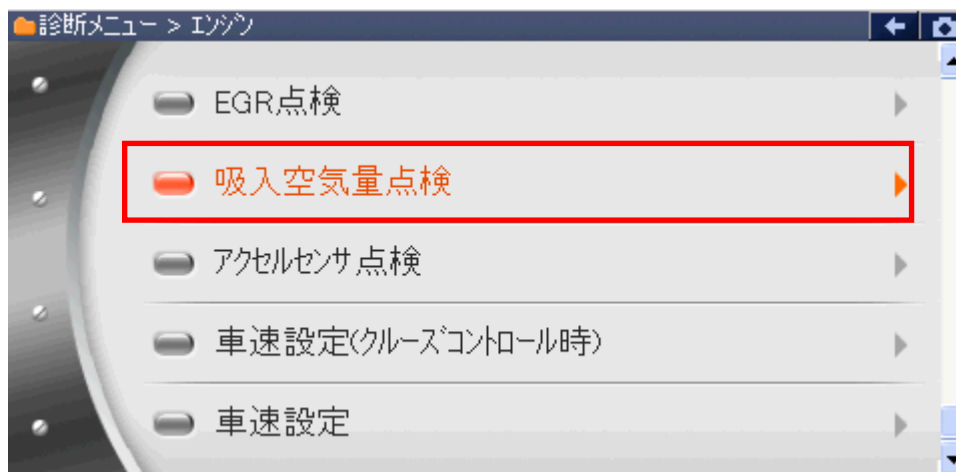 診断メニュー > エンジン
EGR点検
吸入空気量点検
アクセルセンサ点検
車速設定(クルーズコントロール時)
車速設定